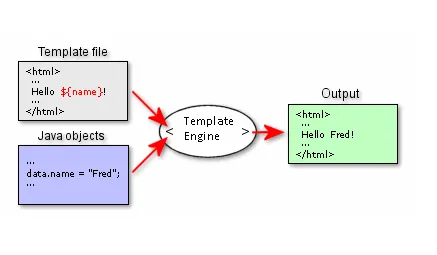 Template file
<html>
...
Hello ${name}!
...
</html>
Java objects
...
data.name = "Fred";
...
< Template >
Engine
Output
<html>
...
Hello Fred!
...
</html>